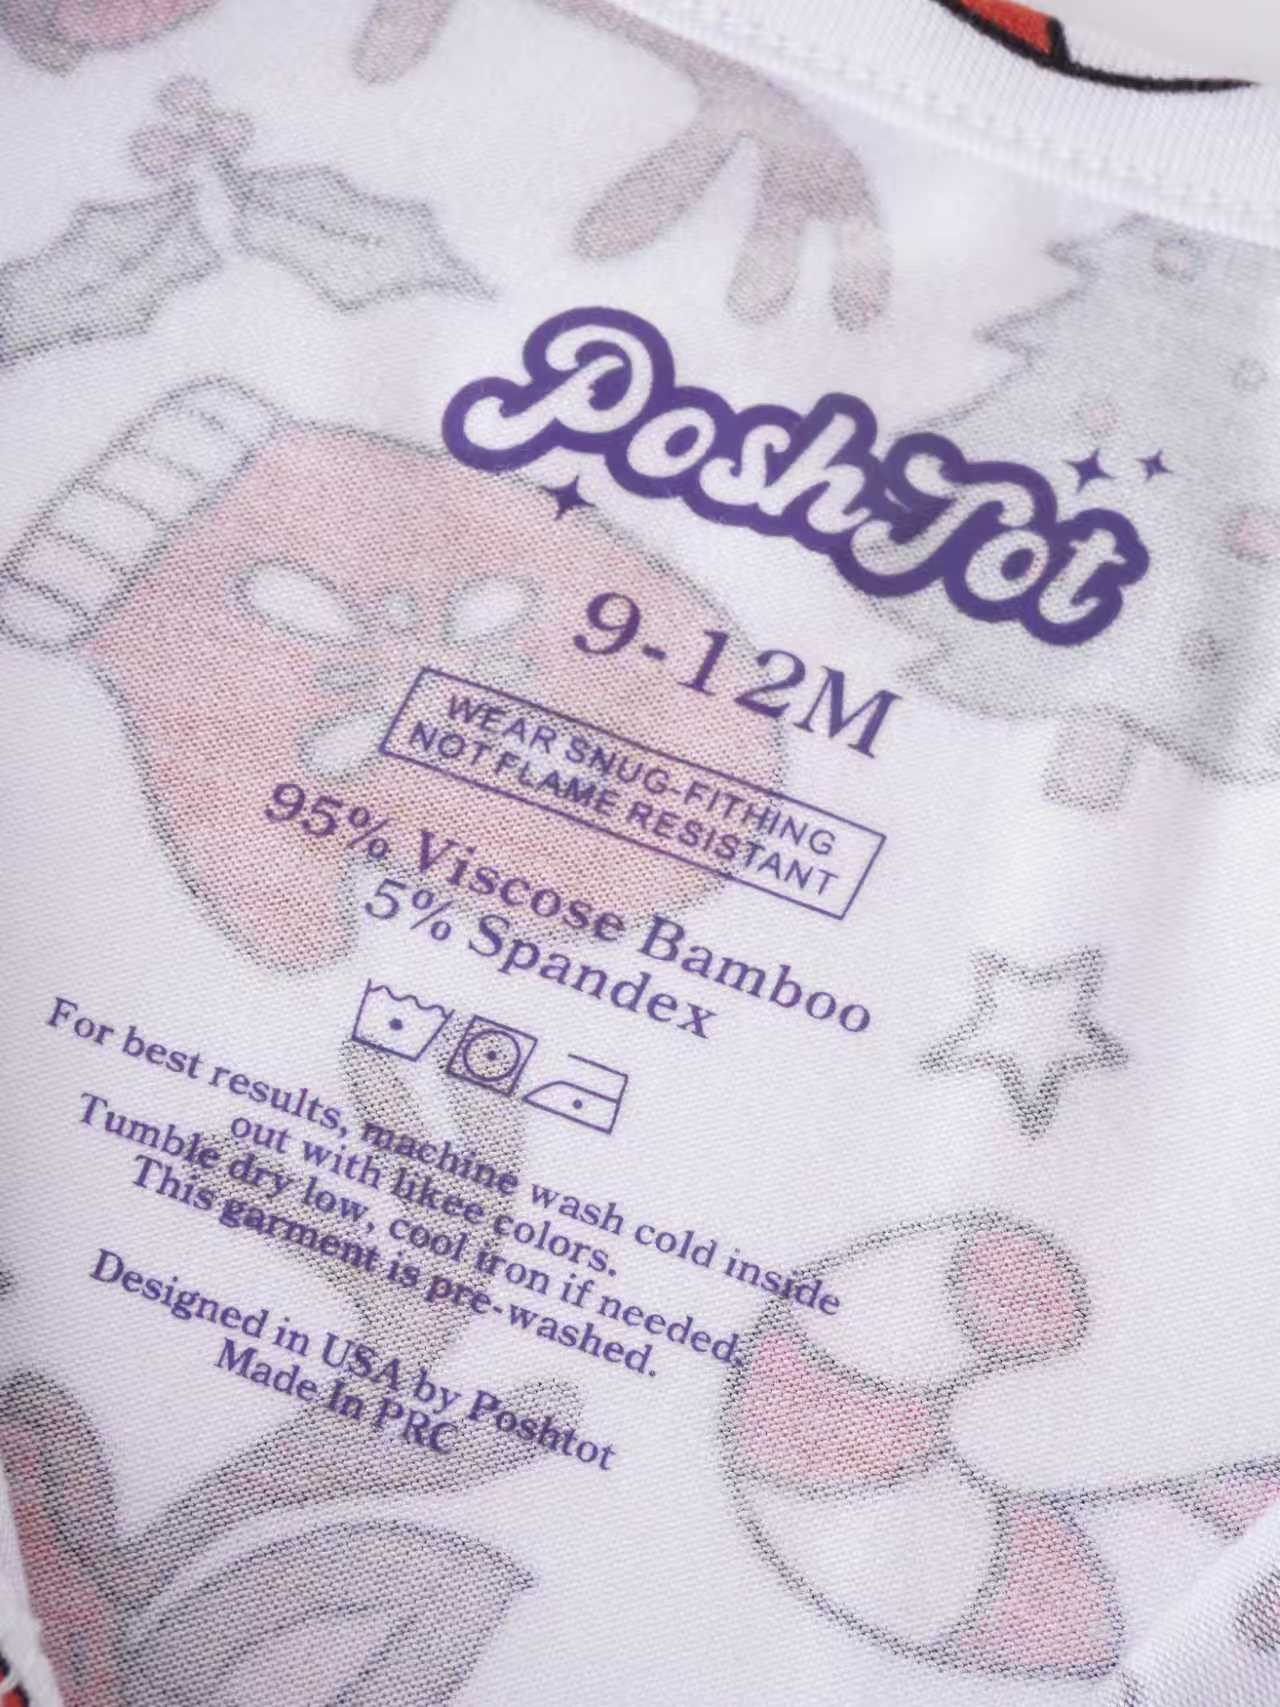 PoshTot
9-12M
WEAR SNUG-FITHING
NOT FLAME RESISTANT
95% Viscose Bamboo
5% Spandex
For best results, machine wash cold inside
out with likee colors.
Tumble dry low, cool iron if needed.
This garment is pre-washed.
Designed in USA by Poshtot
Made In PRC